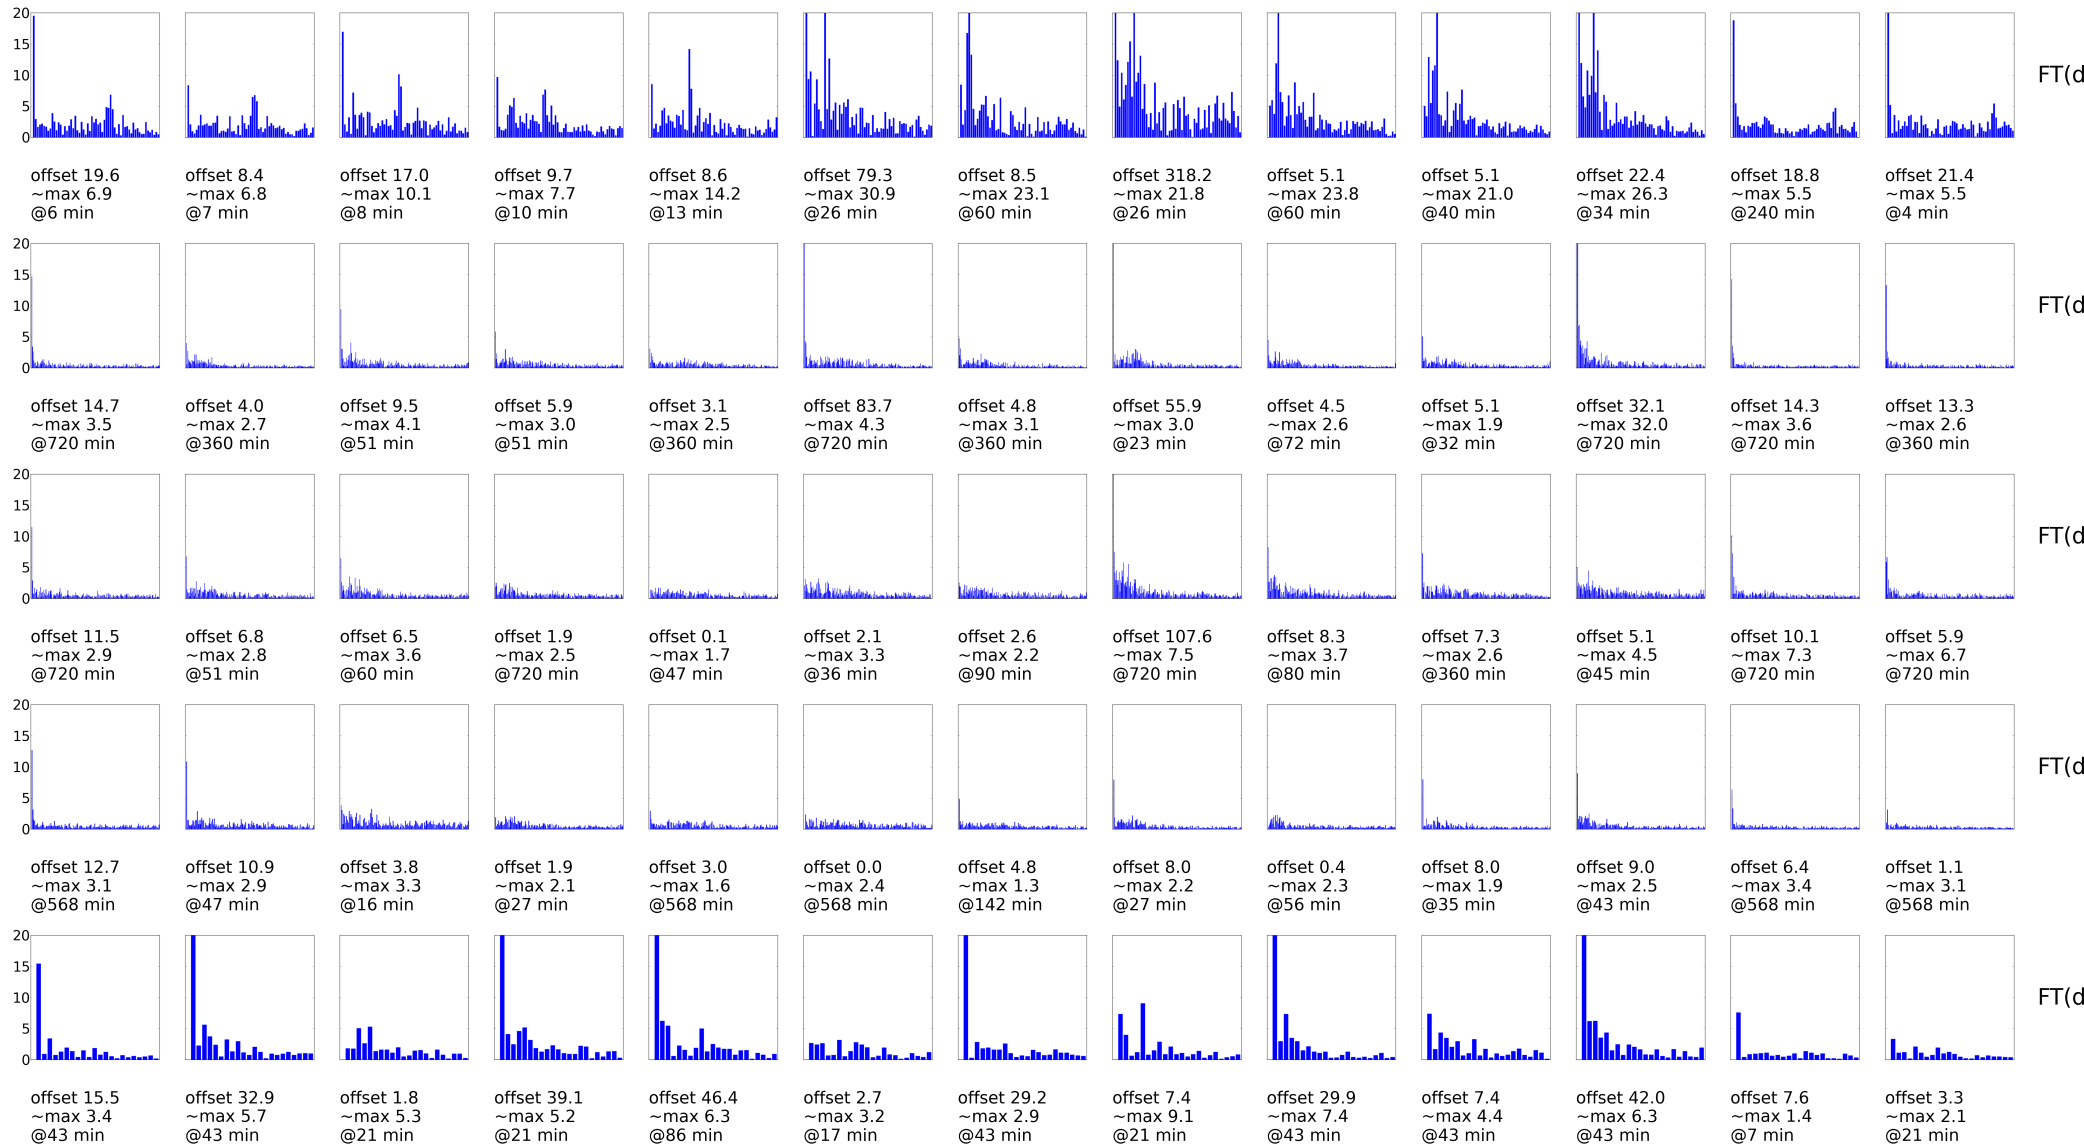 20
15
10
5
0
FT(d
offset 19.6 offset 8.4 offset 17.0 offset 9.7 offset 8.6 offset 79.3 offset 8.5 offset 318.2 offset 5.1 offset 5.1 offset 22.4 offset 18.8 offset 21.4
~max 6.9 ~max 6.8 ~max 10.1 ~max 7.7 ~max 14.2 ~max 30.9 ~max 23.1 ~max 21.8 ~max 23.8 ~max 21.0 ~max 26.3 ~max 5.5 ~max 5.5
@6 min @7 min @8 min @10 min @13 min @26 min @60 min @26 min @60 min @40 min @34 min @240 min @4 min
20
15
10
5
0
FT(d
offset 14.7 offset 4.0 offset 9.5 offset 5.9 offset 3.1 offset 83.7 offset 4.8 offset 55.9 offset 4.5 offset 5.1 offset 32.1 offset 14.3 offset 13.3
~max 3.5 ~max 2.7 ~max 4.1 ~max 3.0 ~max 2.5 ~max 4.3 ~max 3.1 ~max 3.0 ~max 2.6 ~max 1.9 ~max 32.0 ~max 3.6 ~max 2.6
@720 min @360 min @51 min @51 min @360 min @720 min @360 min @23 min @72 min @32 min @720 min @720 min @360 min
20
15
10
5
0
FT(d
offset 11.5 offset 6.8 offset 6.5 offset 1.9 offset 0.1 offset 2.1 offset 2.6 offset 107.6 offset 8.3 offset 7.3 offset 5.1 offset 10.1 offset 5.9
~max 2.9 ~max 2.8 ~max 3.6 ~max 2.5 ~max 1.7 ~max 3.3 ~max 2.2 ~max 7.5 ~max 3.7 ~max 2.6 ~max 4.5 ~max 7.3 ~max 6.7
@720 min @51 min @60 min @720 min @47 min @36 min @90 min @720 min @80 min @360 min @45 min @720 min @720 min
20
15
10
5
0
FT(d
offset 12.7 offset 10.9 offset 3.8 offset 1.9 offset 3.0 offset 0.0 offset 4.8 offset 8.0 offset 0.4 offset 8.0 offset 9.0 offset 6.4 offset 1.1
~max 3.1 ~max 2.9 ~max 3.3 ~max 2.1 ~max 1.6 ~max 2.4 ~max 1.3 ~max 2.2 ~max 2.3 ~max 1.9 ~max 2.5 ~max 3.4 ~max 3.1
@568 min @47 min @16 min @27 min @568 min @568 min @142 min @27 min @56 min @35 min @43 min @568 min @568 min
20
15
10
5
0
FT(d
offset 15.5 offset 32.9 offset 1.8 offset 39.1 offset 46.4 offset 2.7 offset 29.2 offset 7.4 offset 29.9 offset 7.4 offset 42.0 offset 7.6 offset 3.3
~max 3.4 ~max 5.7 ~max 5.3 ~max 5.2 ~max 6.3 ~max 3.2 ~max 2.9 ~max 9.1 ~max 7.4 ~max 4.4 ~max 6.3 ~max 1.4 ~max 2.1
@43 min @43 min @21 min @21 min @86 min @17 min @43 min @21 min @43 min @43 min @43 min @7 min @21 min